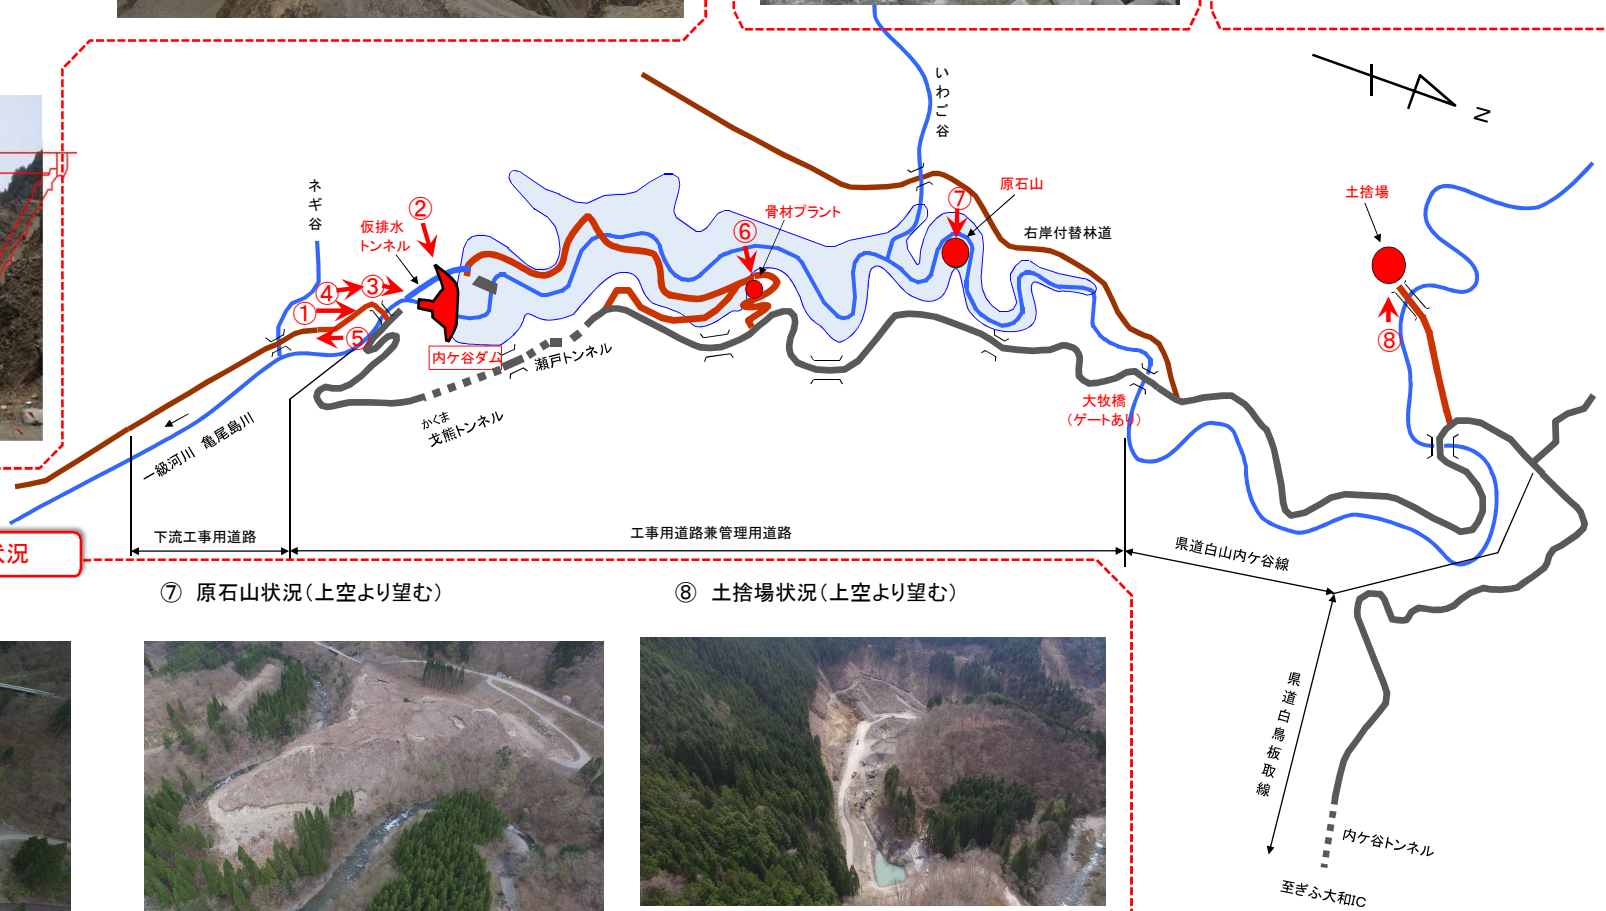 いわご谷
N
ネギ谷
②
仮排水
トンネル
⑥
骨材プラント
⑦
原石山
右岸付替林道
土捨場
④
③
①
⑤
⑧
内ケ谷ダム
瀬戸トンネル
かくま
戈熊トンネル
大牧橋
(ゲートあり)
一級河川 亀尾島川
下流工事用道路
工事用道路兼管理用道路
県道白山内ケ谷線
状況
⑦ 原石山状況(上空より望む)
⑧ 土捨場状況(上空より望む)
県道白鳥板取線
内ケ谷トンネル
至ぎふ大和IC